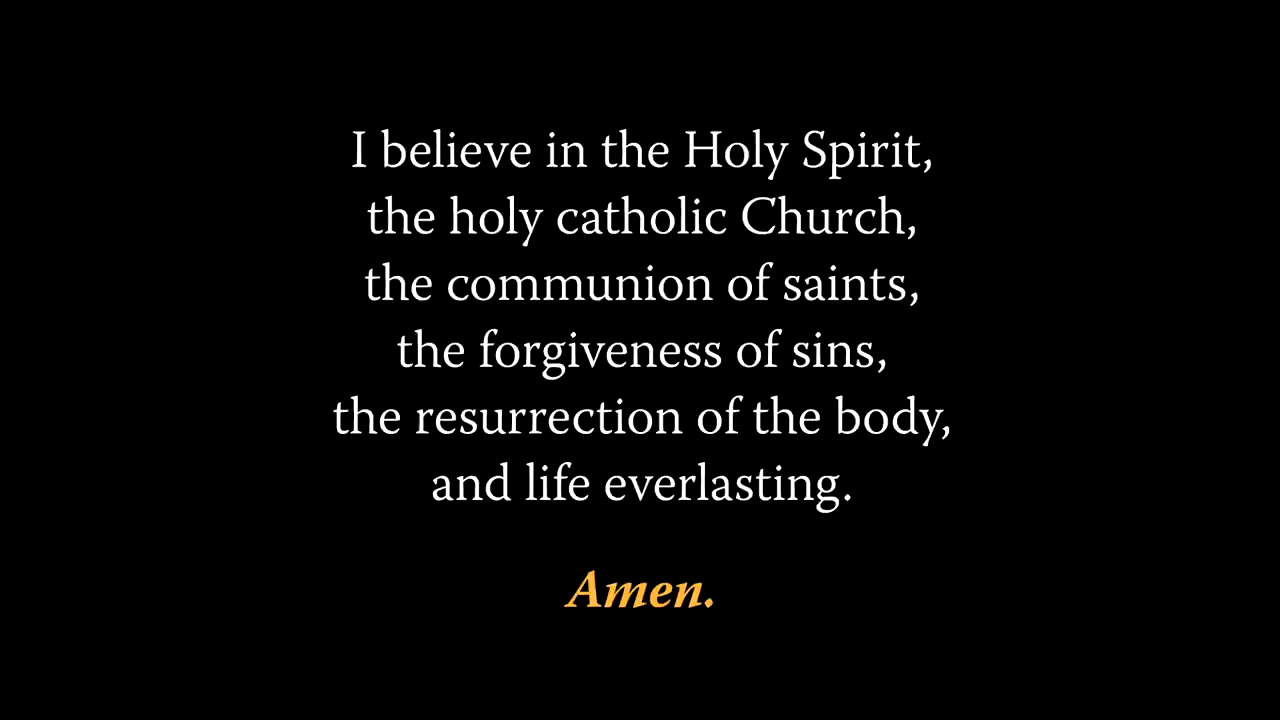 I believe in the Holy Spirit,
the holy catholic Church,
the communion of saints,
the forgiveness of sins,
the resurrection of the body,
and life everlasting.
Amen.